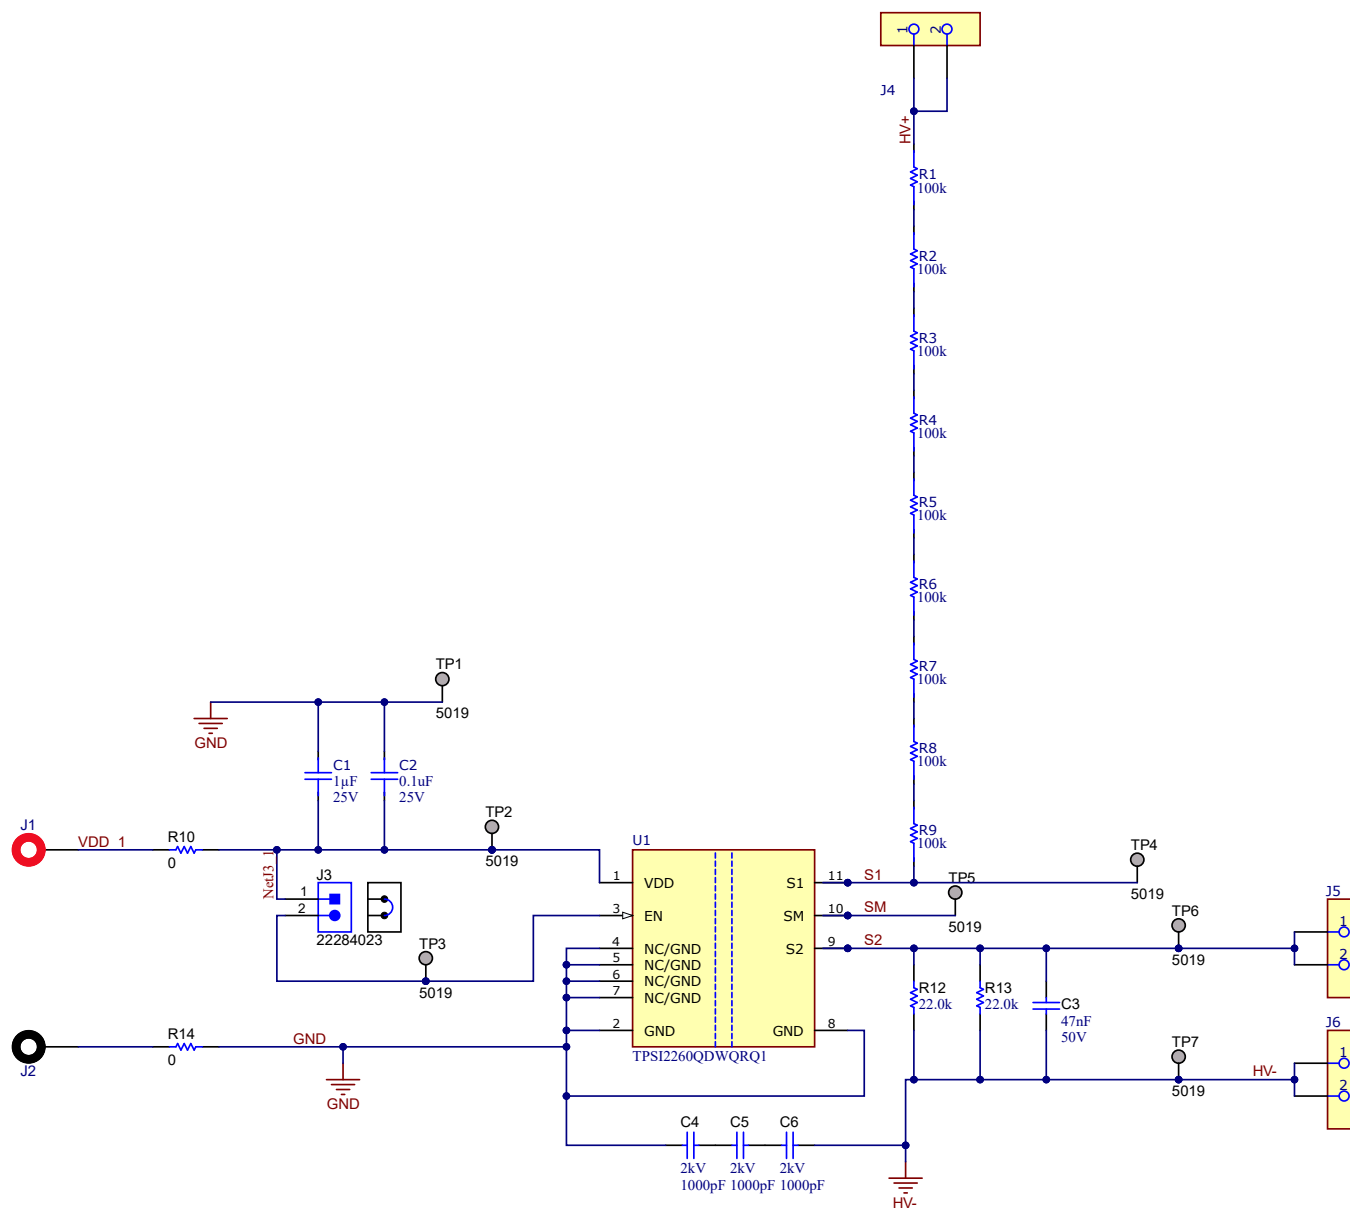 1 2
J4
HV+
R1
100k
R2
100k
R3
100k
R4
100k
R5
100k
R6
100k
R7
100k
R8
100k
R9
100k
TP1
5019
GND
C1
1µF
25V
C2
0.1uF
25V
J1
VDD_1
R10
0
TP2
5019
NetJ3_1
J3
1
2
22284023
TP3
5019
J2
R14
0
GND
GND
U1
1 VDD
3 EN
4 NC/GND
5 NC/GND
6 NC/GND
7 NC/GND
2 GND
S1 11
SM 10
S2 9
GND 8
TPSI2260QDWQRQ1
S1
TP4
5019
SM
TP5
5019
S2
TP6
5019
R12
22.0k
R13
22.0k
C3
47nF
50V
J5
1
2
TP7
5019
HV-
J6
1
2
C4
2kV
1000pF
C5
2kV
1000pF
C6
2kV
1000pF
HV-